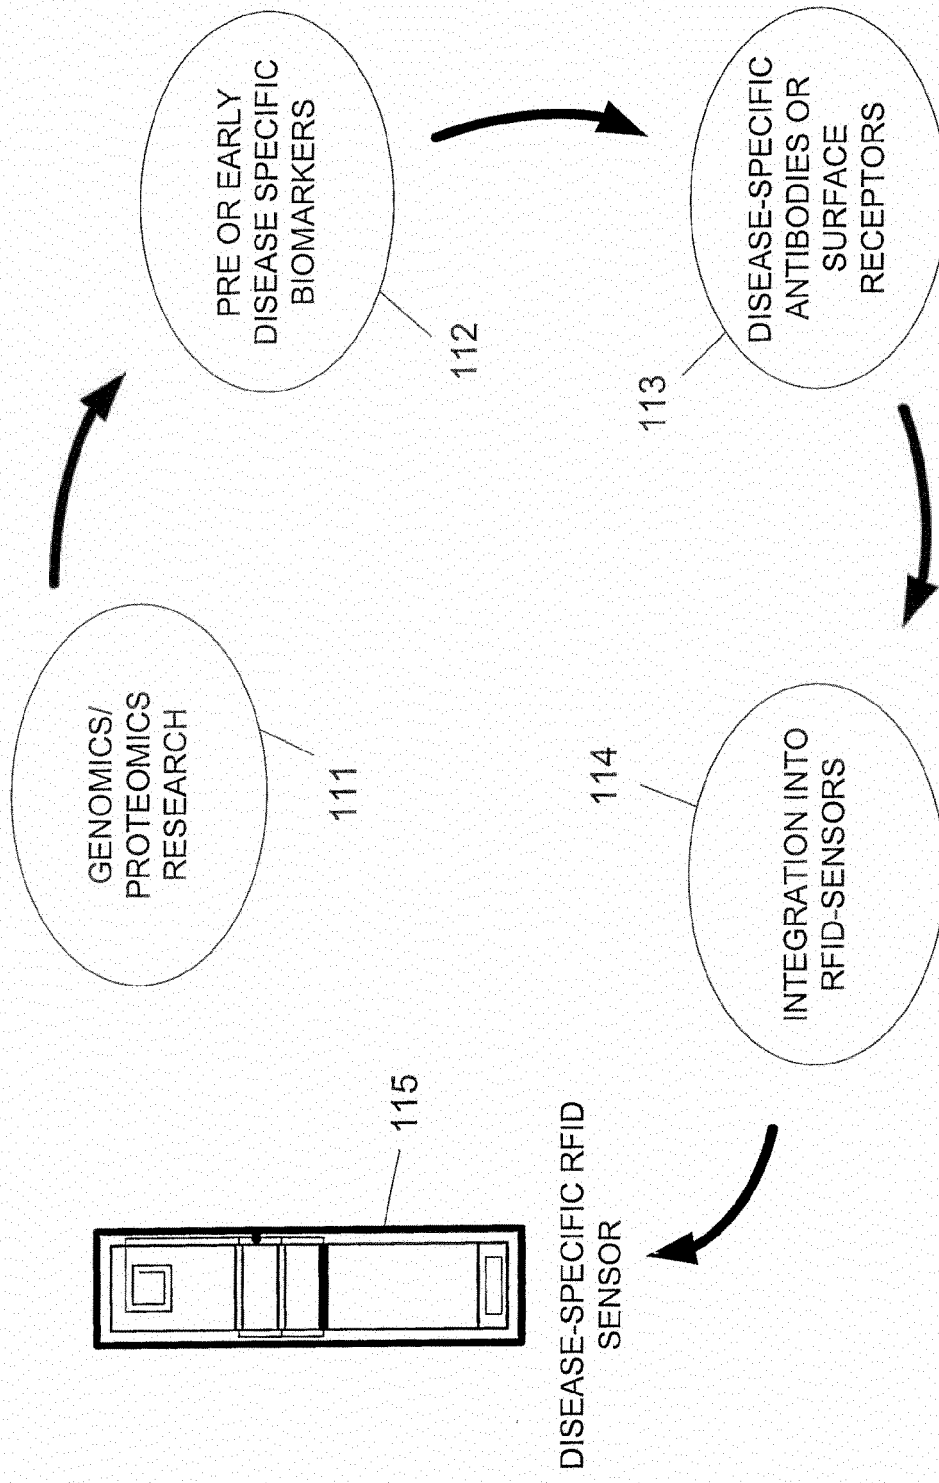 GENOMICS/
PROTEOMICS
RESEARCH
111
PRE OR EARLY
DISEASE SPECIFIC
BIOMARKERS
112
DISEASE-SPECIFIC
ANTIBODIES OR
SURFACE
RECEPTORS
113
INTEGRATION INTO
RFID-SENSORS
114
115
DISEASE-SPECIFIC RFID
SENSOR